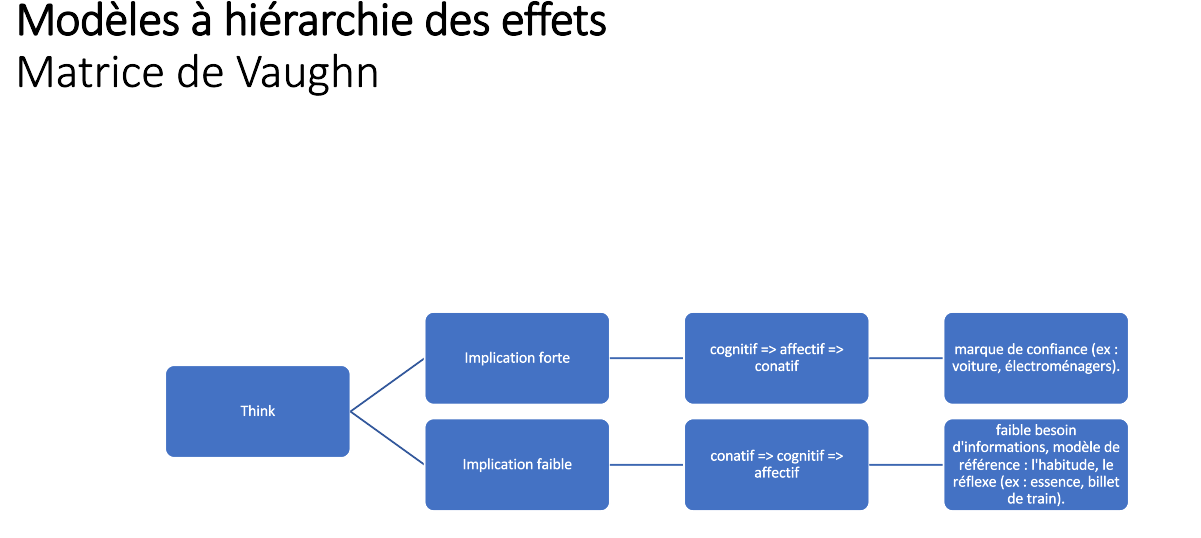 Modèles à hiérarchie des effets
Matrice de Vaughn
Think
Implication forte
cognitif => affectif =>
conatif
marque de confiance (ex :
voiture, électroménagers).
Implication faible
conatif => cognitif =>
affectif
faible besoin
d'informations, modèle de
référence : l'habitude, le
réflexe (ex : essence, billet
de train).